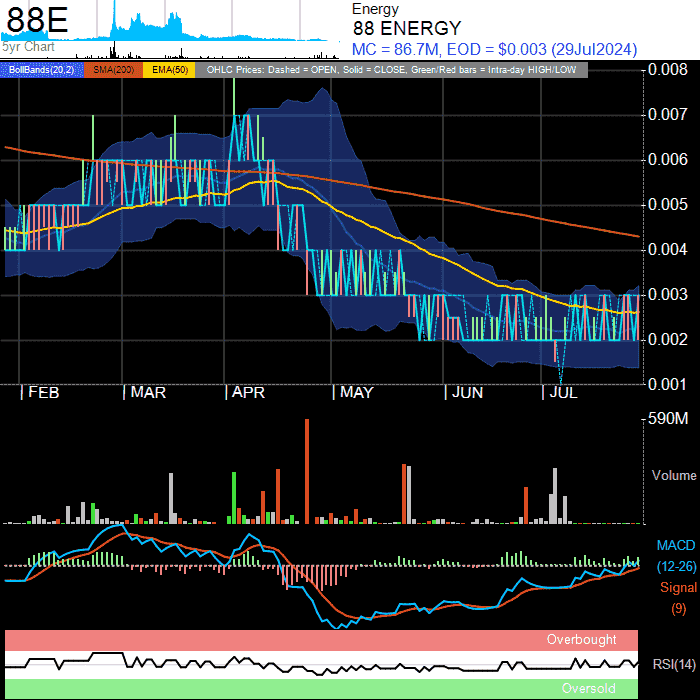 88E
5yr Chart
Energy
88 ENERGY
MC = 86.7M, EOD = $0.003 (29Jul2024)
BollBands(20,2) SMA(200) EMA(50) OHLC Prices: Dashed = OPEN, Solid = CLOSE, Green/Red bars = Intra-day HIGH/LOW
0.008
0.007
0.006
0.005
0.004
0.003
0.002
0.001
FEB MAR APR MAY JUN JUL
590M
Volume
MACD
(12-26)
Signal
(9)
Overbought
RSI(14)
Oversold